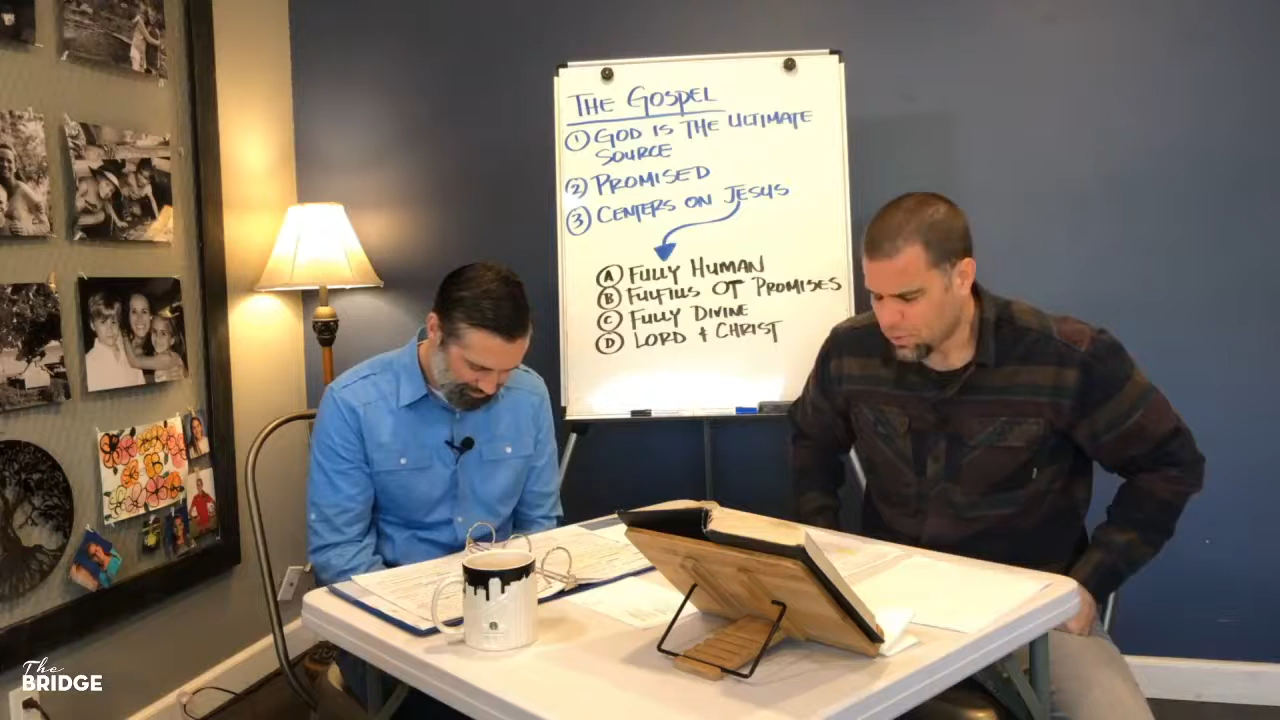 THE GOSPEL
① GOD IS THE ULTIMATE
SOURCE
② PROMISED
③ CENTERS ON JESUS
Ⓐ FULLY HUMAN
Ⓑ FULFILLS OT PROMISES
Ⓒ FULLY DIVINE
Ⓓ LORD + CHRIST
The
BRIDGE